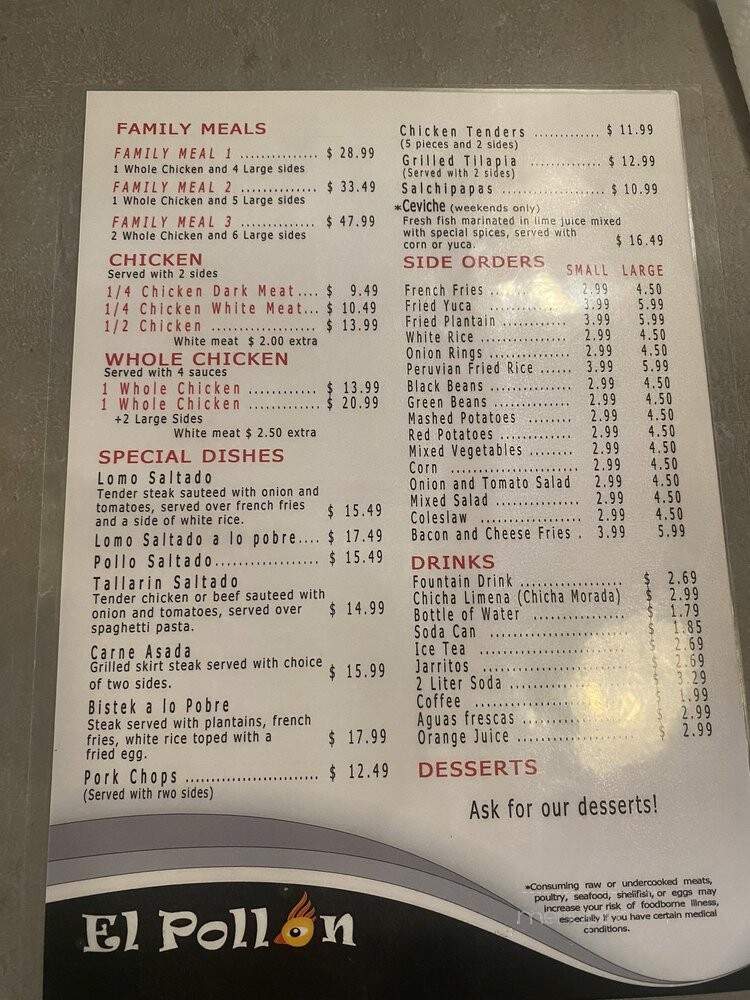 FAMILY MEALS
FAMILY MEAL 1 ............... $ 28.99
1 Whole Chicken and 4 Large sides
FAMILY MEAL 2 ............... $ 33.49
1 Whole Chicken and 5 Large sides
FAMILY MEAL 3 ............... $ 47.99
2 Whole Chicken and 6 Large sides
CHICKEN
Served with 2 sides
1/4 Chicken Dark Meat.... $ 9.49
1/4 Chicken White Meat... $ 10.49
1/2 Chicken .................... $ 13.99
White meat $ 2.00 extra
WHOLE CHICKEN
Served with 4 sauces
1 Whole Chicken ............ $ 13.99
1 Whole Chicken ............ $ 20.99
+2 Large Sides
White meat $ 2.50 extra
SPECIAL DISHES
Lomo Saltado
Tender steak sauteed with onion and
tomatoes, served over french fries
and a side of white rice. $ 15.49
Lomo Saltado a lo pobre.... $ 17.49
Pollo Saltado.................. $ 15.49
Tallarin Saltado
Tender chicken or beef sauteed with
onion and tomatoes, served over $ 14.99
spaghetti pasta.
Carne Asada
Grilled skirt steak served with choice $ 15.99
of two sides.
Bistek a lo Pobre
Steak served with plantains, french
fries, white rice toped with a $ 17.99
fried egg.
Pork Chops .......................... $ 12.49
(Served with rwo sides)
Chicken Tenders ............ $ 11.99
(5 pieces and 2 sides)
Grilled Tilapia ............. $ 12.99
(Served with 2 sides)
Salchipapas ................... $ 10.99
*Ceviche (weekends only)
Fresh fish marinated in lime juice mixed
with special spices, served with
corn or yuca. $ 16.49
SIDE ORDERS SMALL LARGE
French Fries ............... 2.99 4.50
Fried Yuca ............... 3.99 5.99
Fried Plantain ............ 3.99 5.99
White Rice ................ 2.99 4.50
Onion Rings ............... 2.99 4.50
Peruvian Fried Rice ...... 3.99 5.99
Black Beans ............... 2.99 4.50
Green Beans .............. 2.99 4.50
Mashed Potatoes ........ 2.99 4.50
Red Potatoes ............. 2.99 4.50
Mixed Vegetables ........ 2.99 4.50
Corn ........................ 2.99 4.50
Onion and Tomato Salad 2.99 4.50
Mixed Salad ............... 2.99 4.50
Coleslaw .................. 2.99 4.50
Bacon and Cheese Fries . 3.99 5.99
DRINKS
Fountain Drink ................. $ 2.69
Chicha Limena (Chicha Morada) $ 2.99
Bottle of Water ............... $ 1.79
Soda Can ....................... $ 1.85
Ice Tea .......................... $ 2.69
Jarritos ......................... $ 2.69
2 Liter Soda .................... $ 3.29
Coffee ........................... $ 1.99
Aguas frescas .................. $ 2.99
Orange Juice ................... $ 2.99
DESSERTS
Ask for our desserts!
*Consuming raw or undercooked meats,
poultry, seafood, shelifish, or eggs may
increase your risk of foodborne Illness,
especially If you have certain medical
conditions.
El Pollon